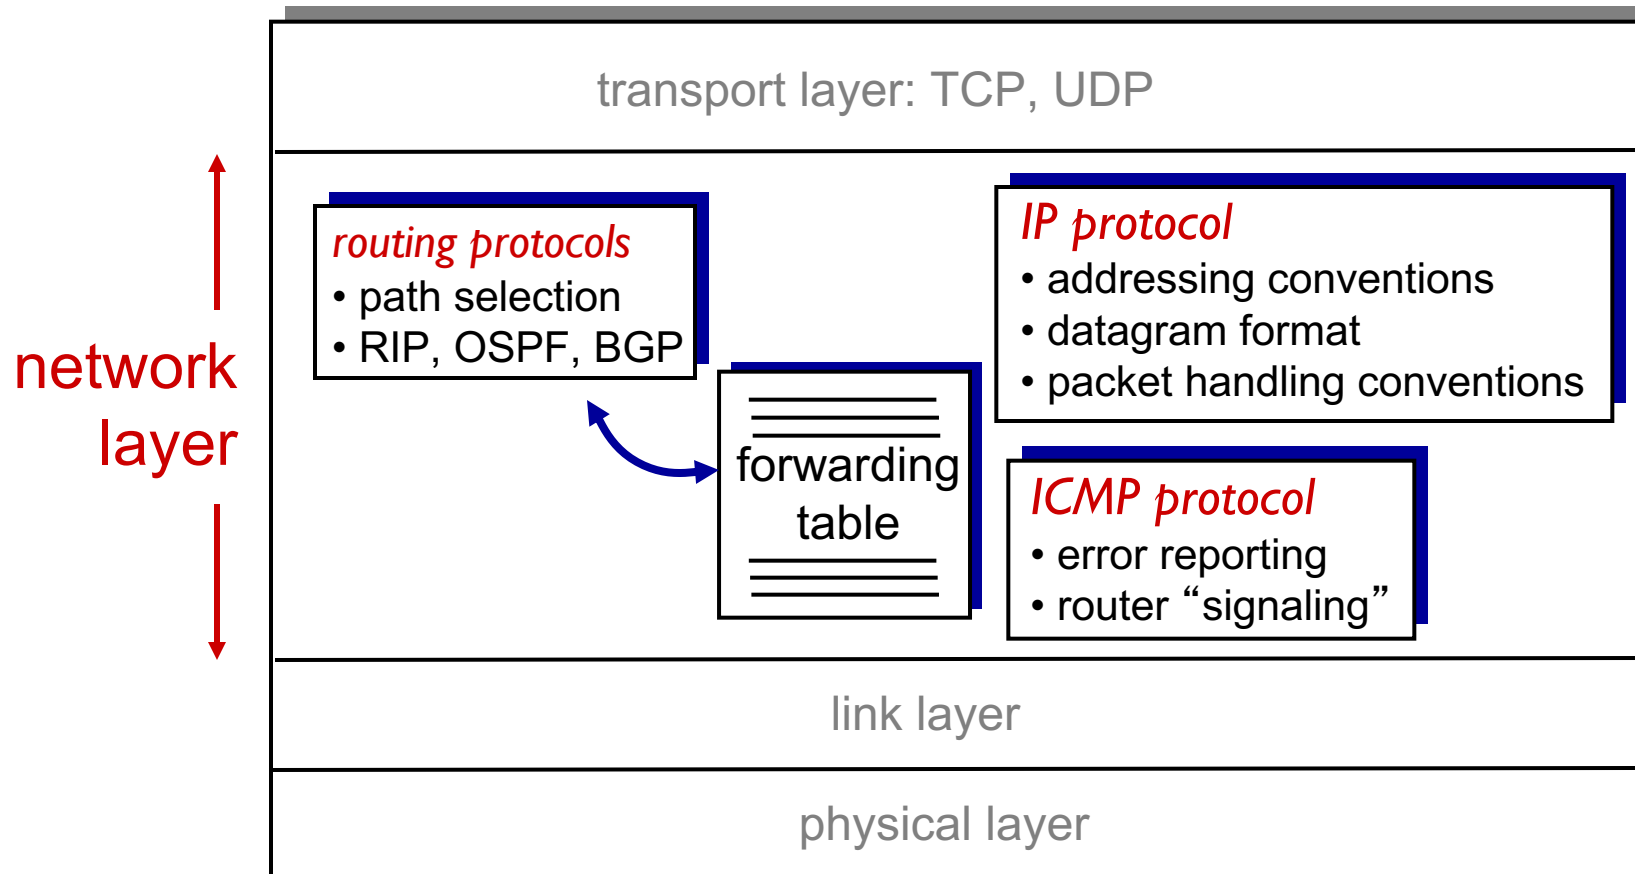 transport layer: TCP, UDP
network
layer
routing protocols
• path selection
• RIP, OSPF, BGP
forwarding
table
IP protocol
• addressing conventions
• datagram format
• packet handling conventions
ICMP protocol
• error reporting
• router “signaling”
link layer
physical layer